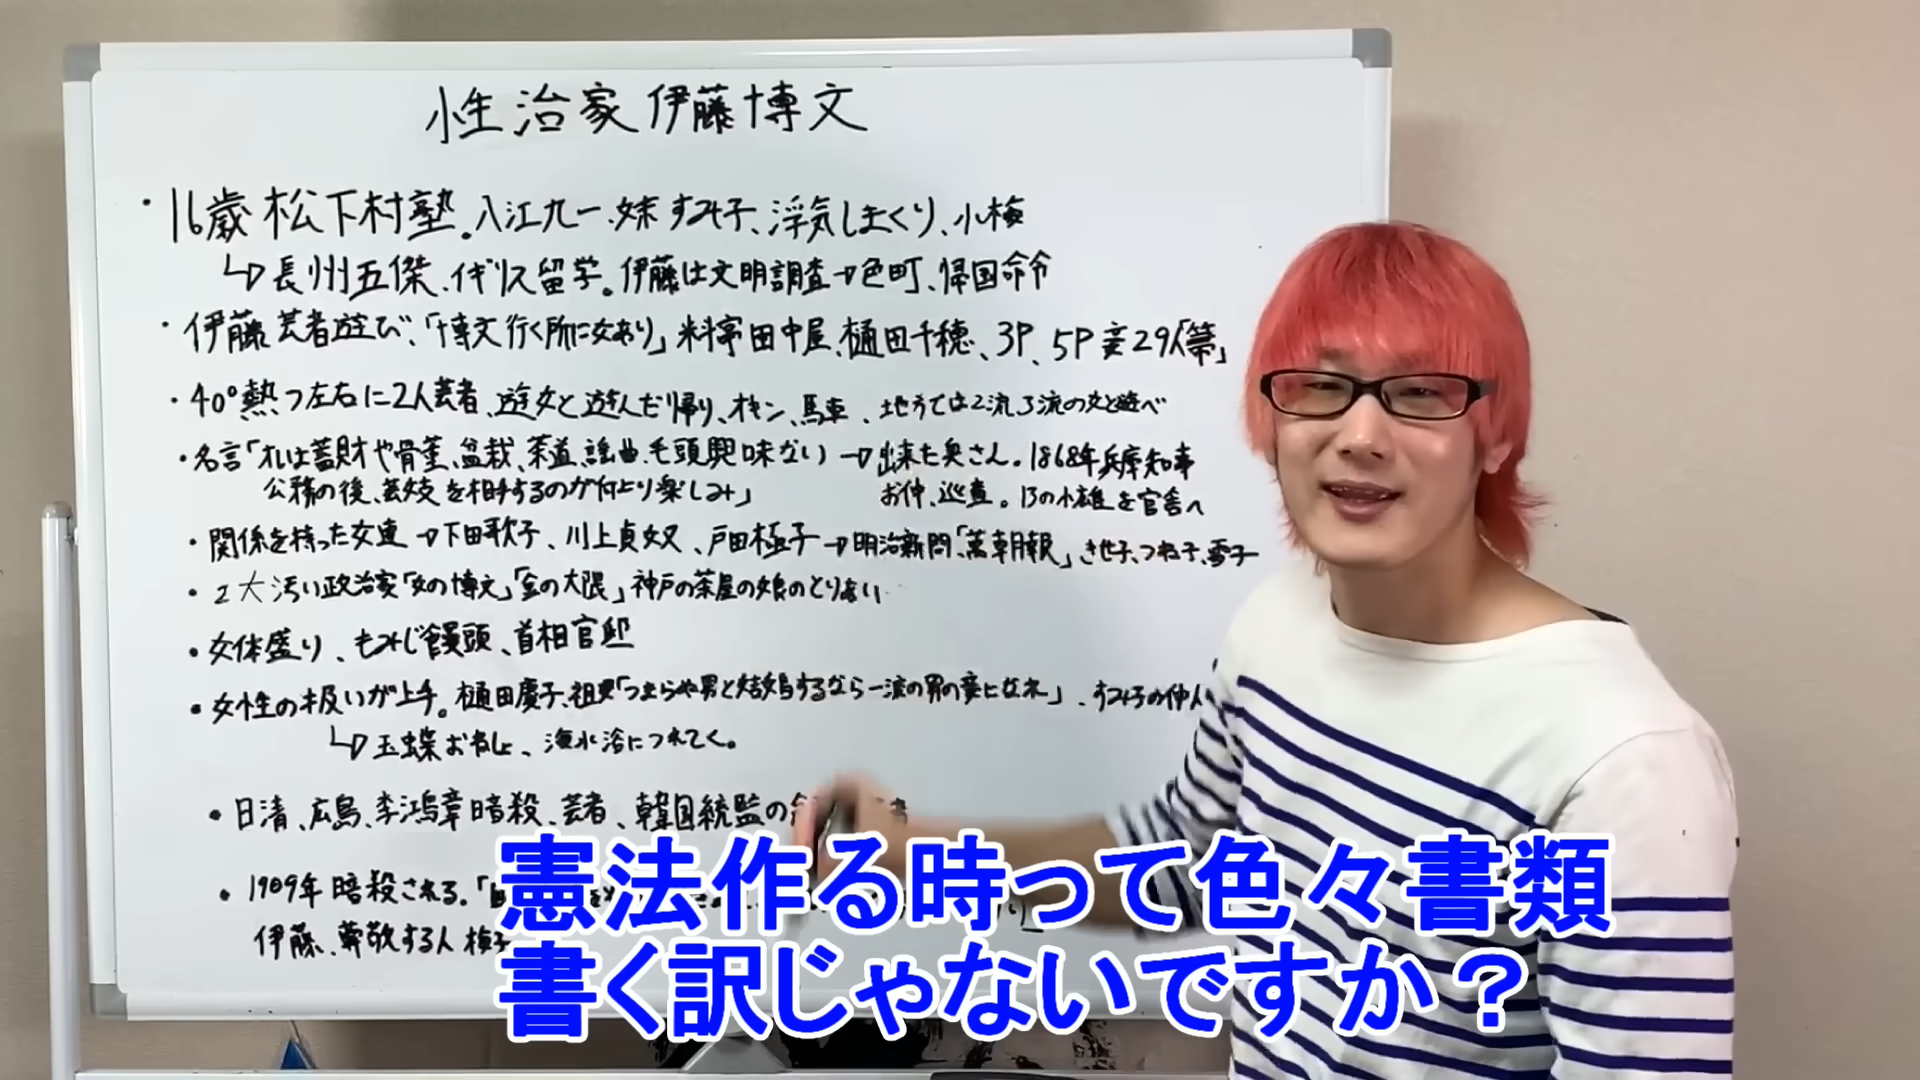 性治家伊藤博文
・16歳 松下村塾。入江九一、妹すみ子、浮気しまくり、小梅
↳長州五傑、イギリス留学。伊藤は文明調査→色町、帰国命令
・伊藤 芸者遊び、「博文行く所に女あり」料亭田中屋、樋田千穂、3P、5P 妾29人「箒」
・40°熱→左右に2人芸者、遊女と遊んだ帰り、オキン、馬車、地方では2流3流の女と遊べ
・名言「オレは蓄財や骨董、盆栽、茶道、謡曲、毛頭興味ない
公務の後、芸妓を相手するのが何より楽しみ」
→出来た奥さん。1868年兵庫知事
お仲、巡査。13の小雄を官舎へ
・関係を持った女達→下田歌子、川上貞奴、戸田極子→明治新聞「萬朝報」きせ子、つね子、雪子
・2大汚い政治家「女の博文」「金の大隈」神戸の茶屋の娘のとりあい
・女体盛り、もみじ饅頭、首相官邸
・女性の扱いが上手。樋田慶子、祖母「つまらぬ男と結婚するなら一流の男の妾になれ」、すみ子の仲人
↳玉蝶おねしょ、海水浴につれてく。
・日清、広島、李鴻章暗殺、芸者、韓国統監の
・1909年暗殺される。「
伊藤、尊敬する人 梅子
憲法作る時って色々書類
書く訳じゃないですか？